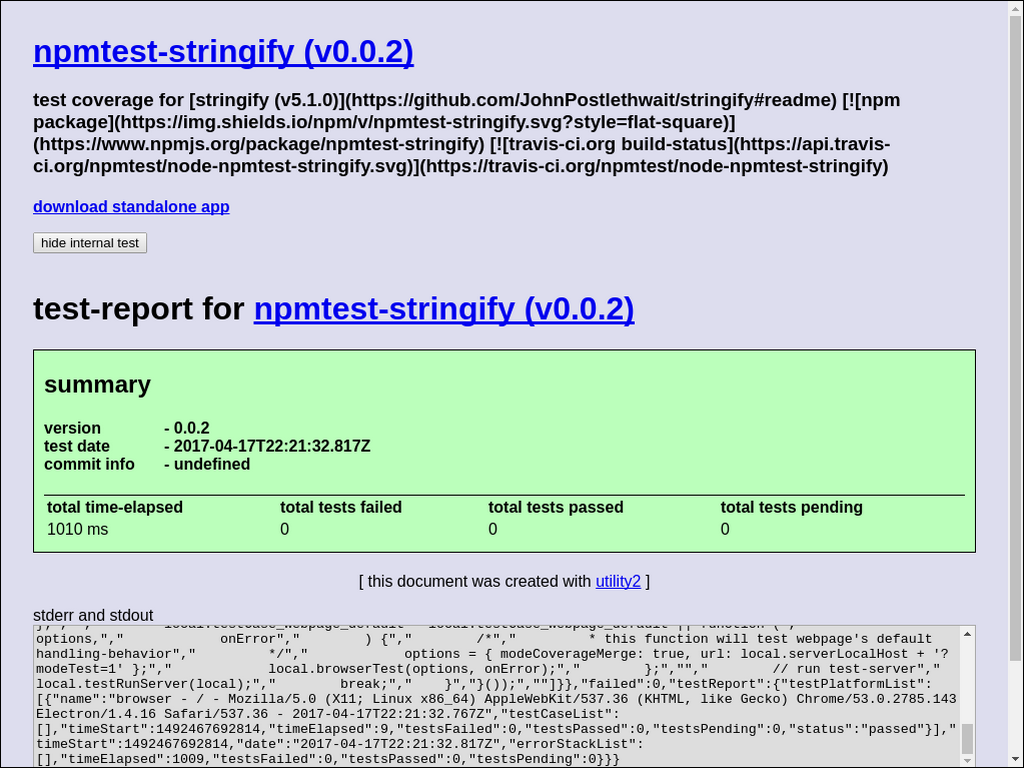 npmtest-stringify (v0.0.2)
test coverage for [stringify (v5.1.0)](https://github.com/JohnPostlethwait/stringify#readme) [![npm
package](https://img.shields.io/npm/v/npmtest-stringify.svg?style=flat-square)]
(https://www.npmjs.org/package/npmtest-stringify) [![travis-ci.org build-status](https://api.travis-
ci.org/npmtest/node-npmtest-stringify.svg)](https://travis-ci.org/npmtest/node-npmtest-stringify)
download standalone app
hide internal test
test-report for npmtest-stringify (v0.0.2)
summary
version - 0.0.2
test date - 2017-04-17T22:21:32.817Z
commit info - undefined
total time-elapsed total tests failed total tests passed total tests pending
1010 ms 0 0 0
[ this document was created with utility2 ]
stderr and stdout
options,","            onError","        ) {","        /*","        * this function will test webpage's default
handling-behavior","         */","            options = { modeCoverageMerge: true, url: local.serverLocalHost + '?
modeTest=1' };","            local.browserTest(options, onError);","        };","","        // run test-server","
local.testRunServer(local);","        break;","    }","}());",""]}},"failed":0,"testReport":{"testPlatformList":
[{"name":"browser - / - Mozilla/5.0 (X11; Linux x86_64) AppleWebKit/537.36 (KHTML, like Gecko) Chrome/53.0.2785.143
Electron/1.4.16 Safari/537.36 - 2017-04-17T22:21:32.767Z","testCaseList":
[],"timeStart":1492467692814,"timeElapsed":9,"testsFailed":0,"testsPassed":0,"testsPending":0,"status":"passed"}],"
timeStart":1492467692814,"date":"2017-04-17T22:21:32.817Z","errorStackList":
[],"timeElapsed":1009,"testsFailed":0,"testsPassed":0,"testsPending":0}}}